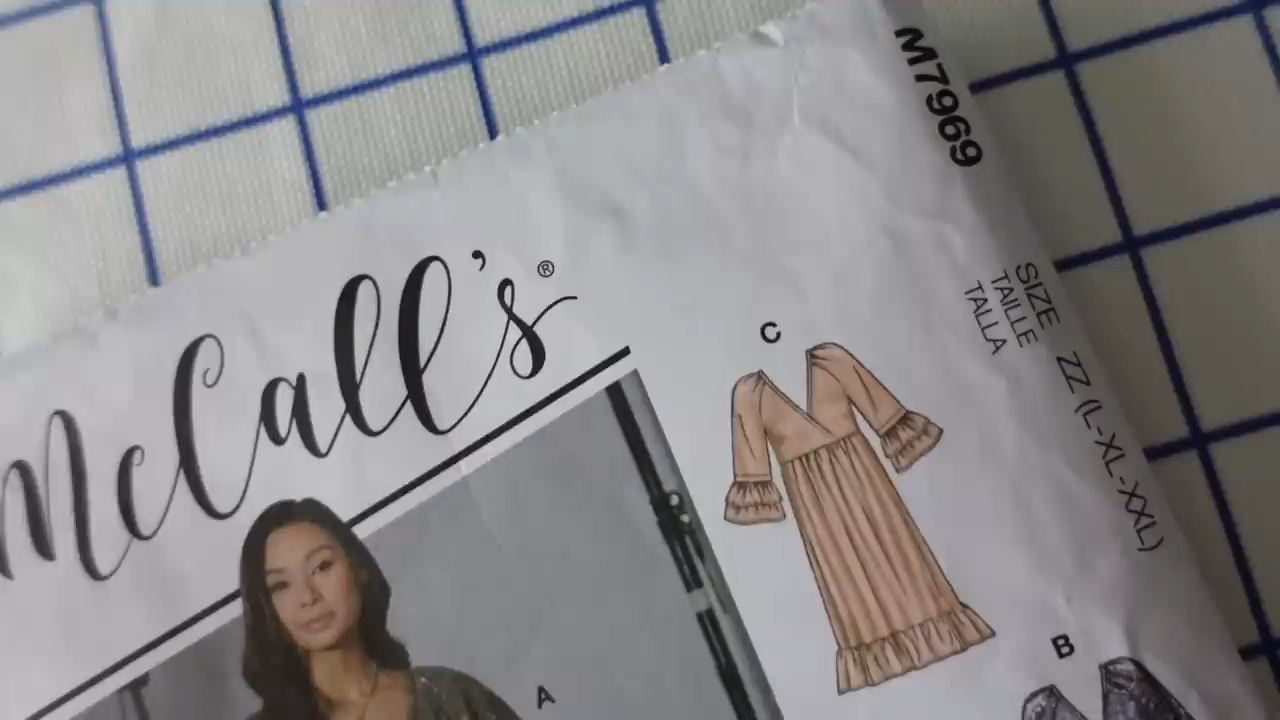 M7969
McCall's®
SIZE
TAILLE
TALLA
ZZ (L-XL-XXL)
C
B
A